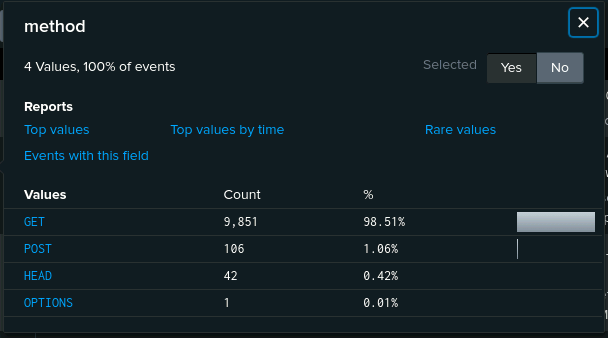 method
4 Values, 100% of events
Selected Yes No
Reports
Top values Top values by time Rare values
Events with this field
Values Count %
GET 9,851 98.51%
POST 106 1.06%
HEAD 42 0.42%
OPTIONS 1 0.01%